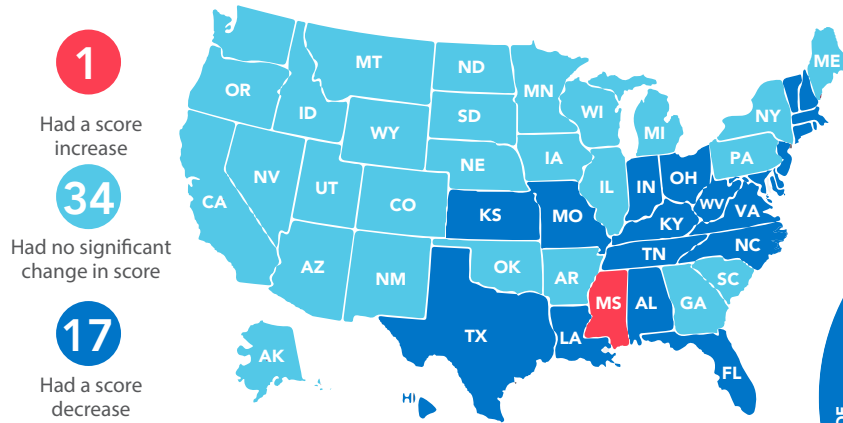 1
Had a score
increase
34
Had no significant
change in score
17
Had a score
decrease
MT
ND
MN
ME
OR
ID
WY
SD
WI
MI
NY
NV
NE
IA
PA
CA
UT
CO
IL
IN
OH
KS
MO
WV
VA
KY
AZ
NM
OK
AR
TN
NC
SC
TX
MS
AL
GA
LA
AK
FL
HI